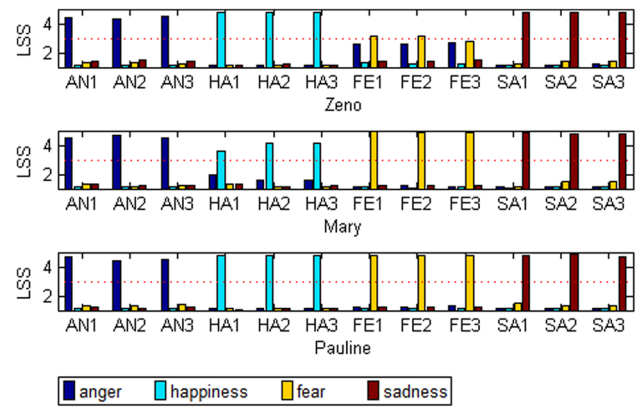 4
LSS
2
AN1 AN2 AN3 HA1 HA2 HA3 FE1 FE2 FE3 SA1 SA2 SA3
Zeno
4
LSS
2
AN1 AN2 AN3 HA1 HA2 HA3 FE1 FE2 FE3 SA1 SA2 SA3
Mary
4
LSS
2
AN1 AN2 AN3 HA1 HA2 HA3 FE1 FE2 FE3 SA1 SA2 SA3
Pauline
anger happiness fear sadness